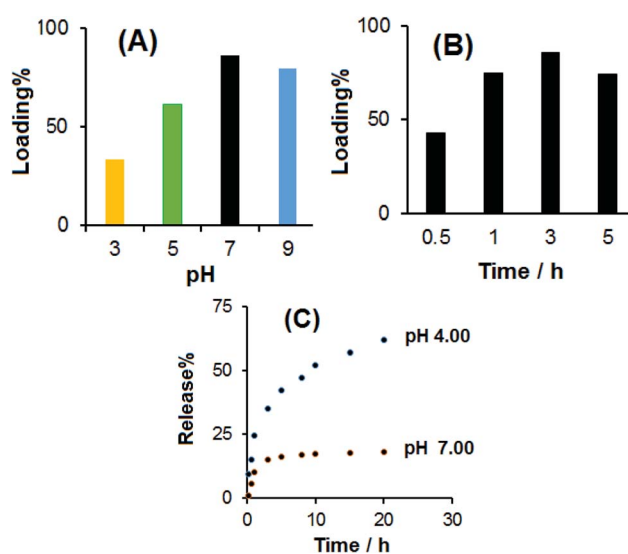 (A)
Loading%
100
50
0
3 5 7 9
pH
(B)
Loading%
100
50
0
0.5 1 3 5
Time / h
(C)
Release%
75
50
25
0
0 10 20 30
Time / h
pH 4.00
pH 7.00